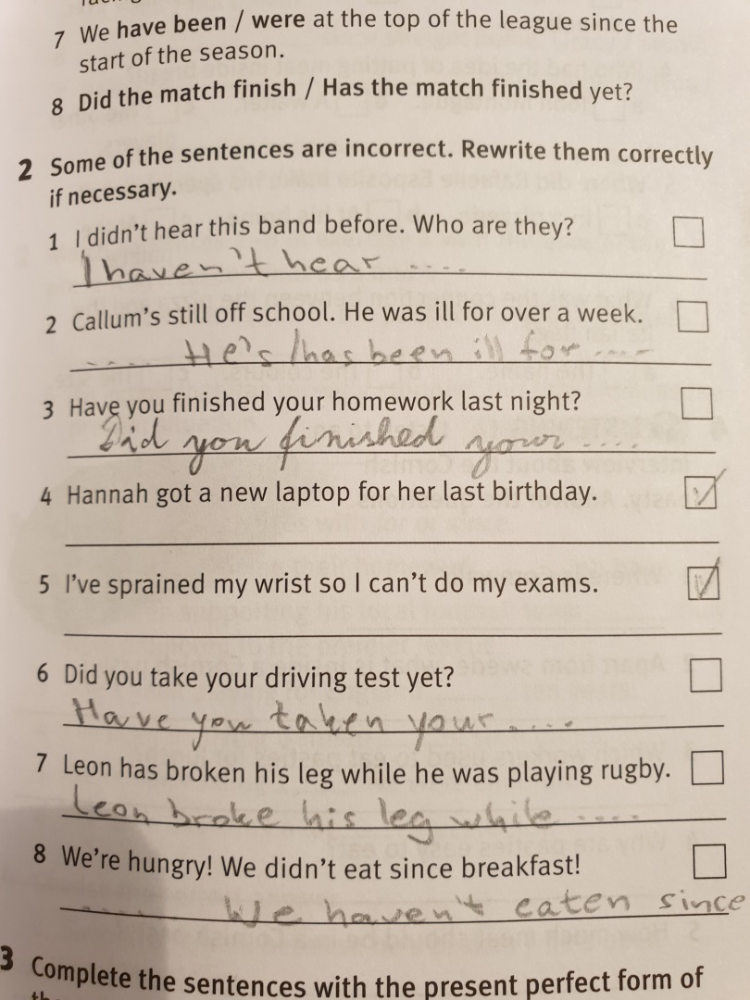 7 We have been / were at the top of the league since the
start of the season.
8 Did the match finish / Has the match finished yet?
2 Some of the sentences are incorrect. Rewrite them correctly
if necessary.
1 I didn't hear this band before. Who are they?
I haven't hear ....
2 Callum's still off school. He was ill for over a week.
.... He's/has been ill for ....
3 Have you finished your homework last night?
Did you finished your ....
4 Hannah got a new laptop for her last birthday.
5 I've sprained my wrist so I can't do my exams.
6 Did you take your driving test yet?
Have you taken your ....
7 Leon has broken his leg while he was playing rugby.
Leon broke his leg while ....
8 We're hungry! We didn't eat since breakfast!
.... We haven't eaten since
3 Complete the sentences with the present perfect form of